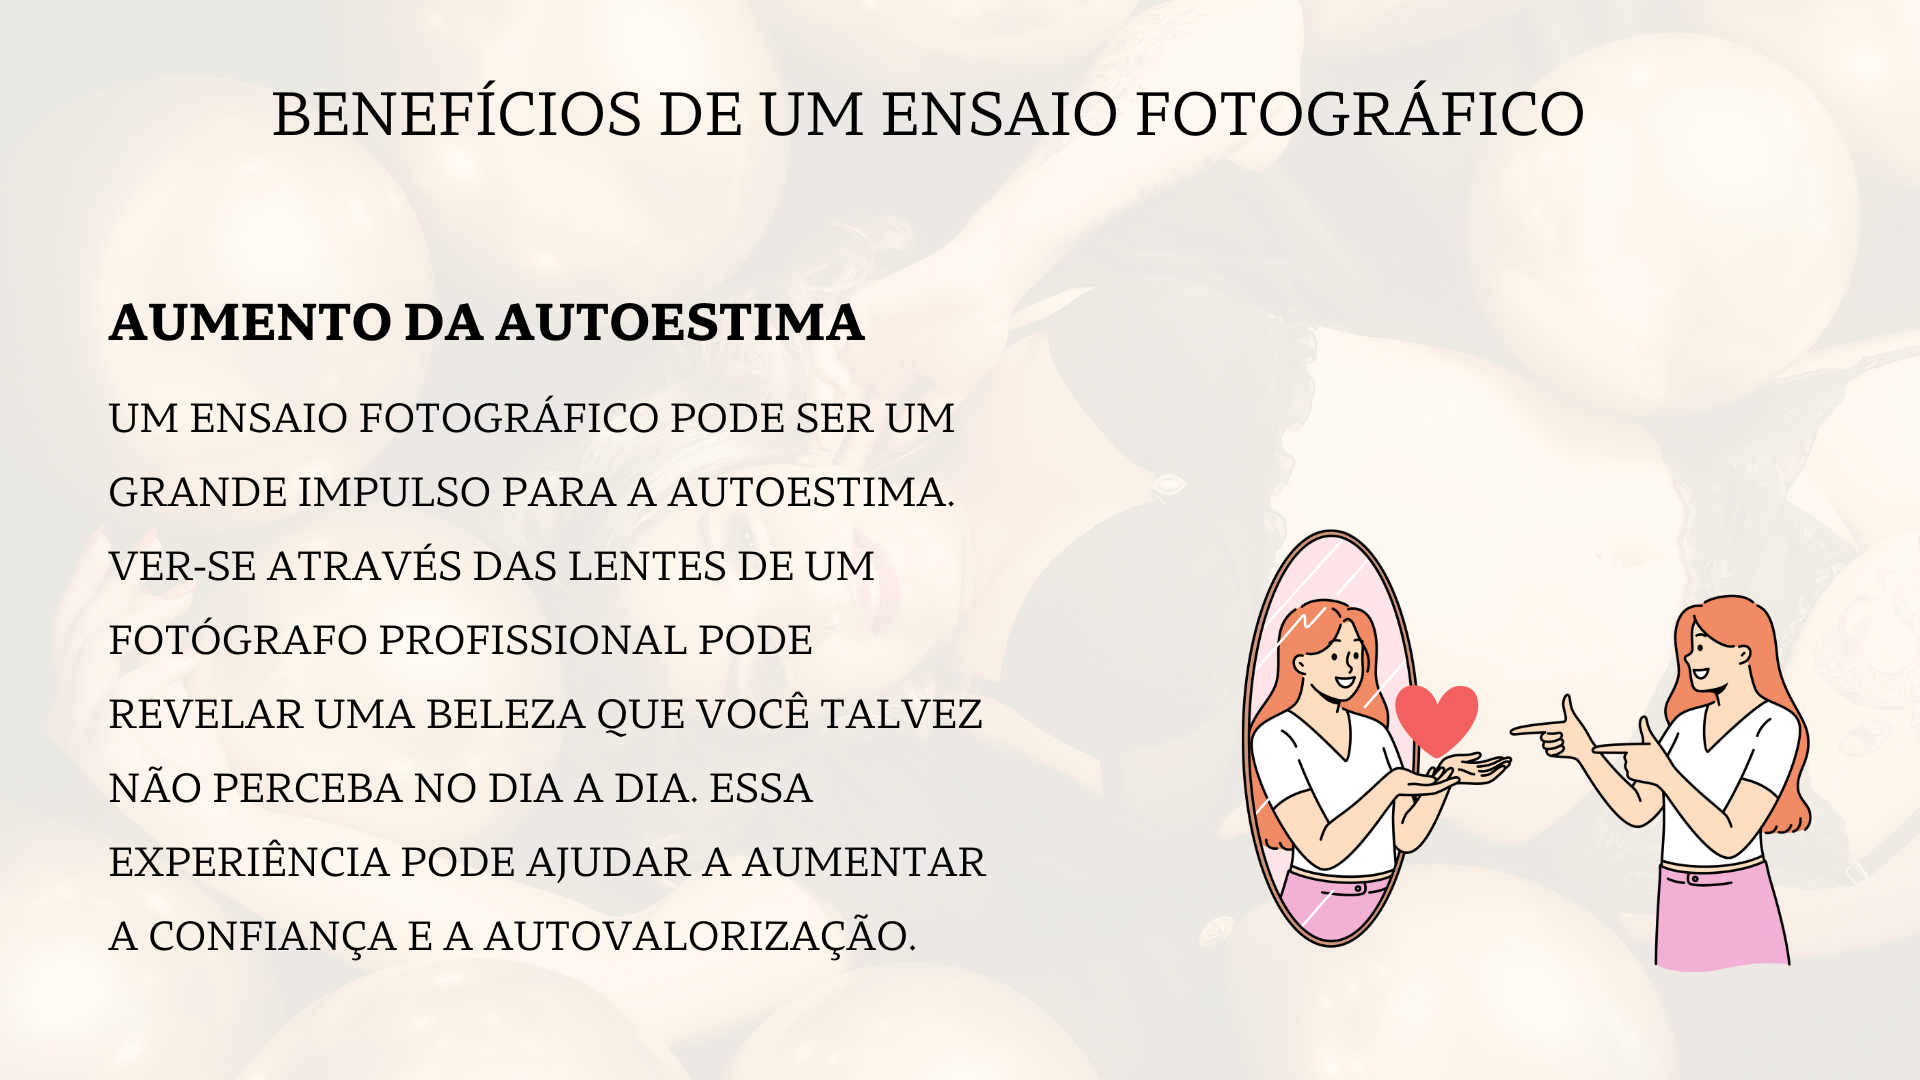 BENEFÍCIOS DE UM ENSAIO FOTOGRÁFICO
AUMENTO DA AUTOESTIMA
UM ENSAIO FOTOGRÁFICO PODE SER UM
GRANDE IMPULSO PARA A AUTOESTIMA.
VER-SE ATRAVÉS DAS LENTES DE UM
FOTÓGRAFO PROFISSIONAL PODE
REVELAR UMA BELEZA QUE VOCÊ TALVEZ
NÃO PERCEBA NO DIA A DIA. ESSA
EXPERIÊNCIA PODE AJUDAR A AUMENTAR
A CONFIANÇA E A AUTOVALORIZAÇÃO.